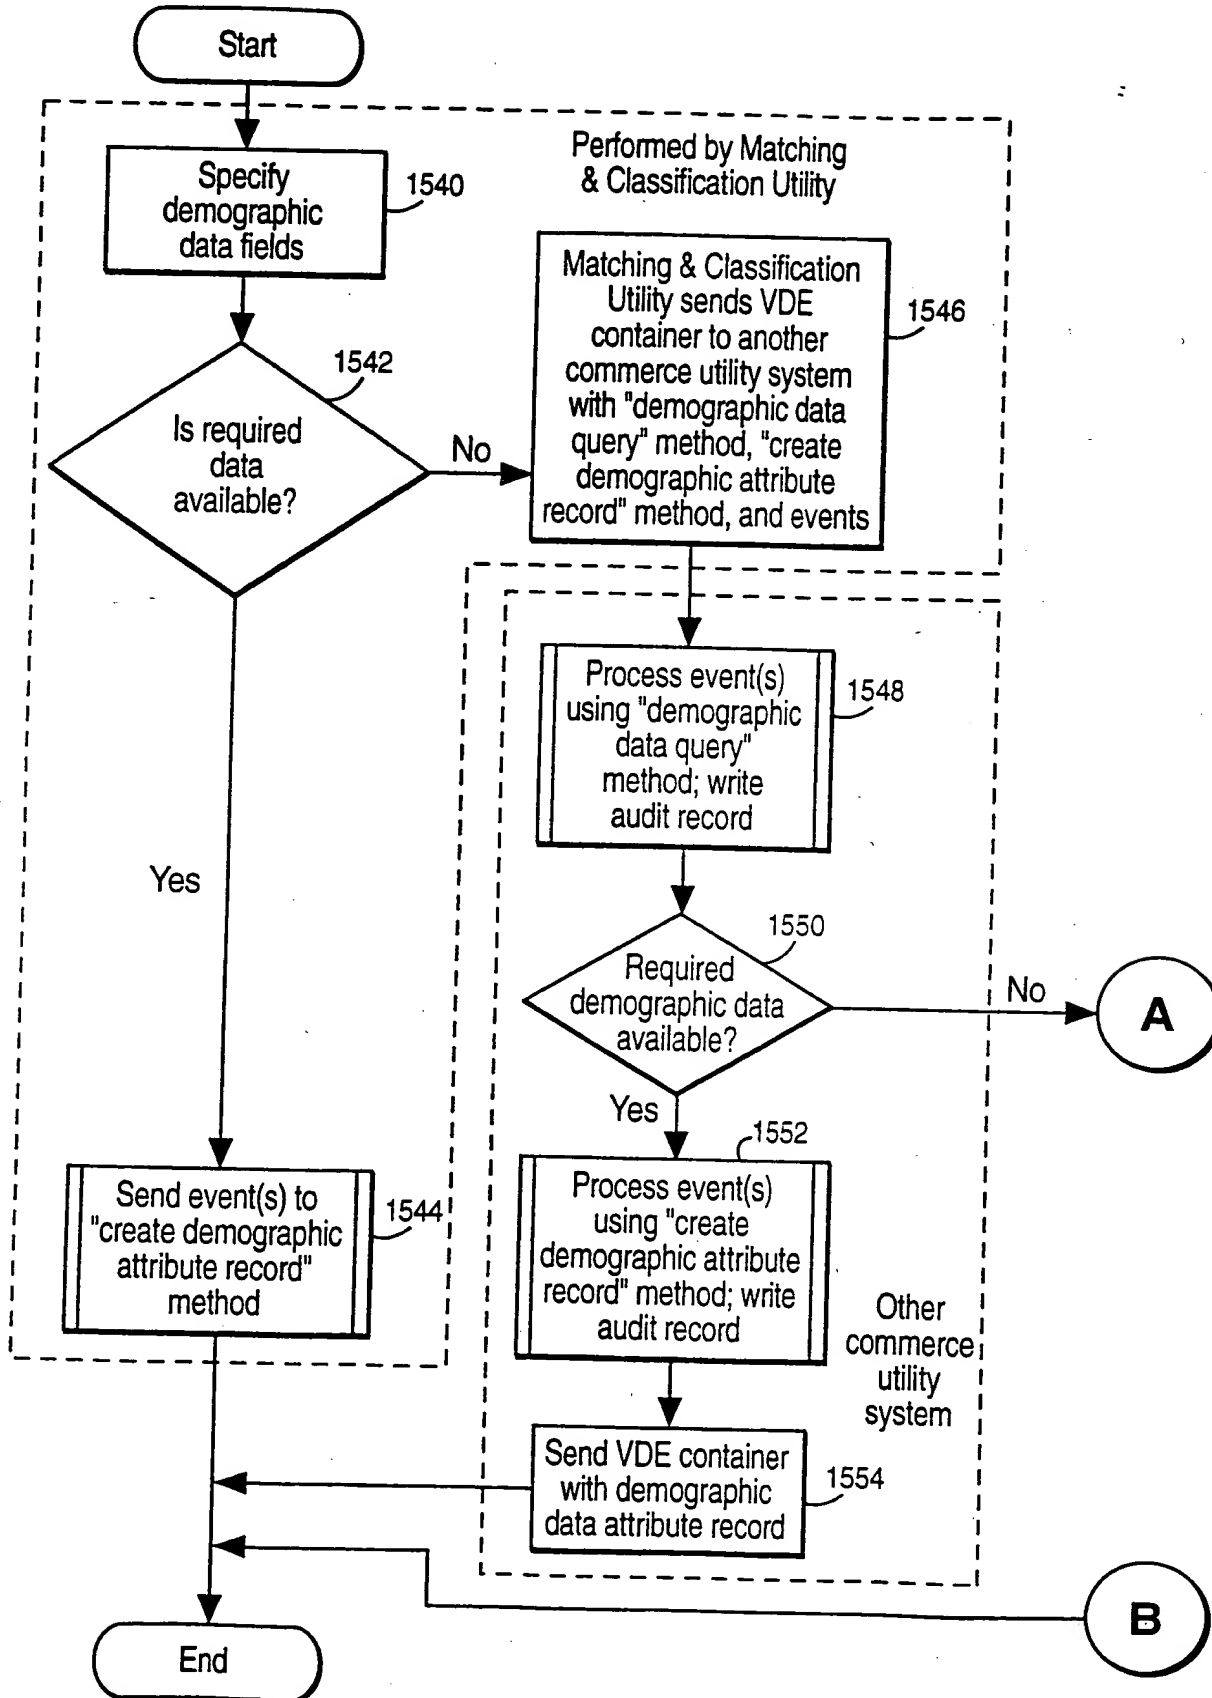 Start
Performed by Matching
& Classification Utility
Specify
demographic
data fields
1540
Matching & Classification
Utility sends VDE
container to another
commerce utility system
with "demographic data
query" method, "create
demographic attribute
record" method, and events
1546
1542
Is required
data
available?
No
Process event(s)
using "demographic
data query"
method; write
audit record
1548
Yes
1550
Required
demographic data
available?
No
A
Yes
1552
Process event(s)
using "create
demographic attribute
record" method; write
audit record
Send event(s) to
"create demographic
attribute record"
method
1544
Other
commerce
utility
system
Send VDE container
with demographic
data attribute record
1554
B
End